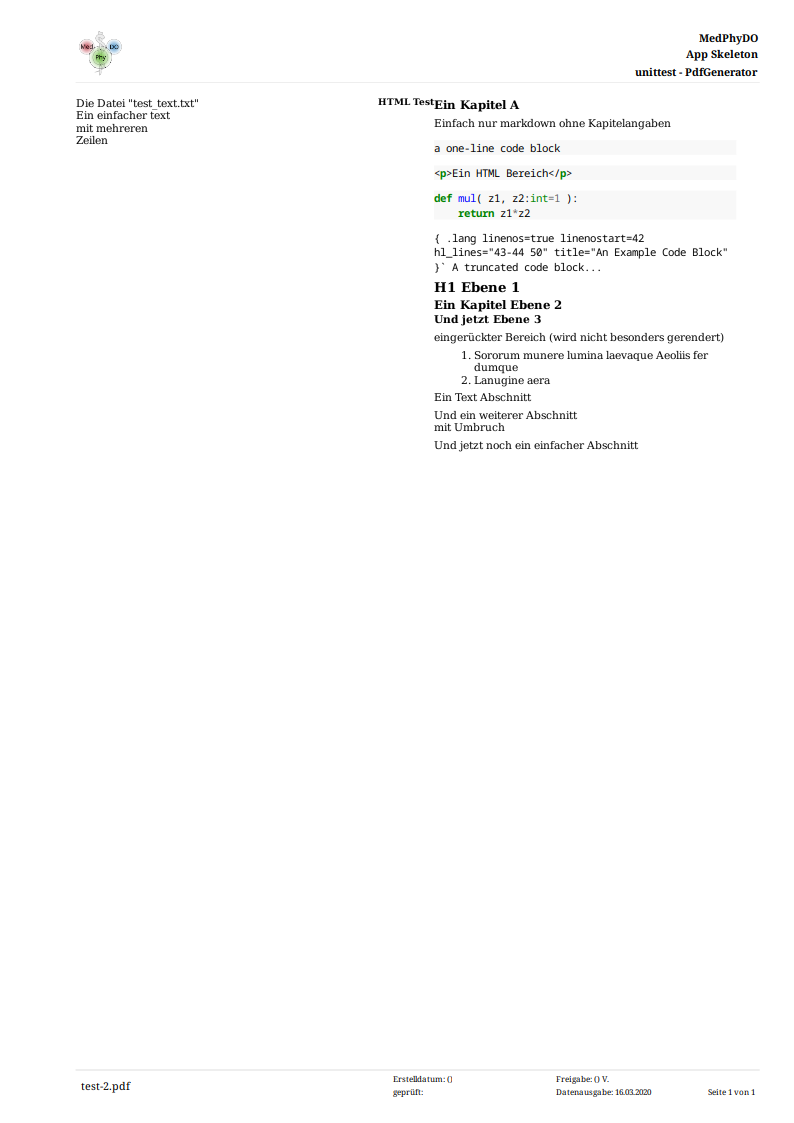 Med
DO
Phy
MedPhyDO
App Skeleton
unittest - PdfGenerator
Die Datei "test_text.txt"
Ein einfacher text
mit mehreren
Zeilen
HTML Test
Ein Kapitel A
Einfach nur markdown ohne Kapitelangaben
a one-line code block
<p>Ein HTML Bereich</p>
def mul( z1, z2:int=1 ):
    return z1*z2
{ .lang linenos=true linenostart=42
hl_lines="43-44 50" title="An Example Code Block"
}` A truncated code block...
H1 Ebene 1
Ein Kapitel Ebene 2
Und jetzt Ebene 3
eingerückter Bereich (wird nicht besonders gerendert)
1. Sororum munere lumina laevaque Aeoliis fer
dumque
2. Lanugine aera
Ein Text Abschnitt
Und ein weiterer Abschnitt
mit Umbruch
Und jetzt noch ein einfacher Abschnitt
test-2.pdf
Erstelldatum: ()
geprüft:
Freigabe: () V.
Datenausgabe: 16.03.2020
Seite 1 von 1